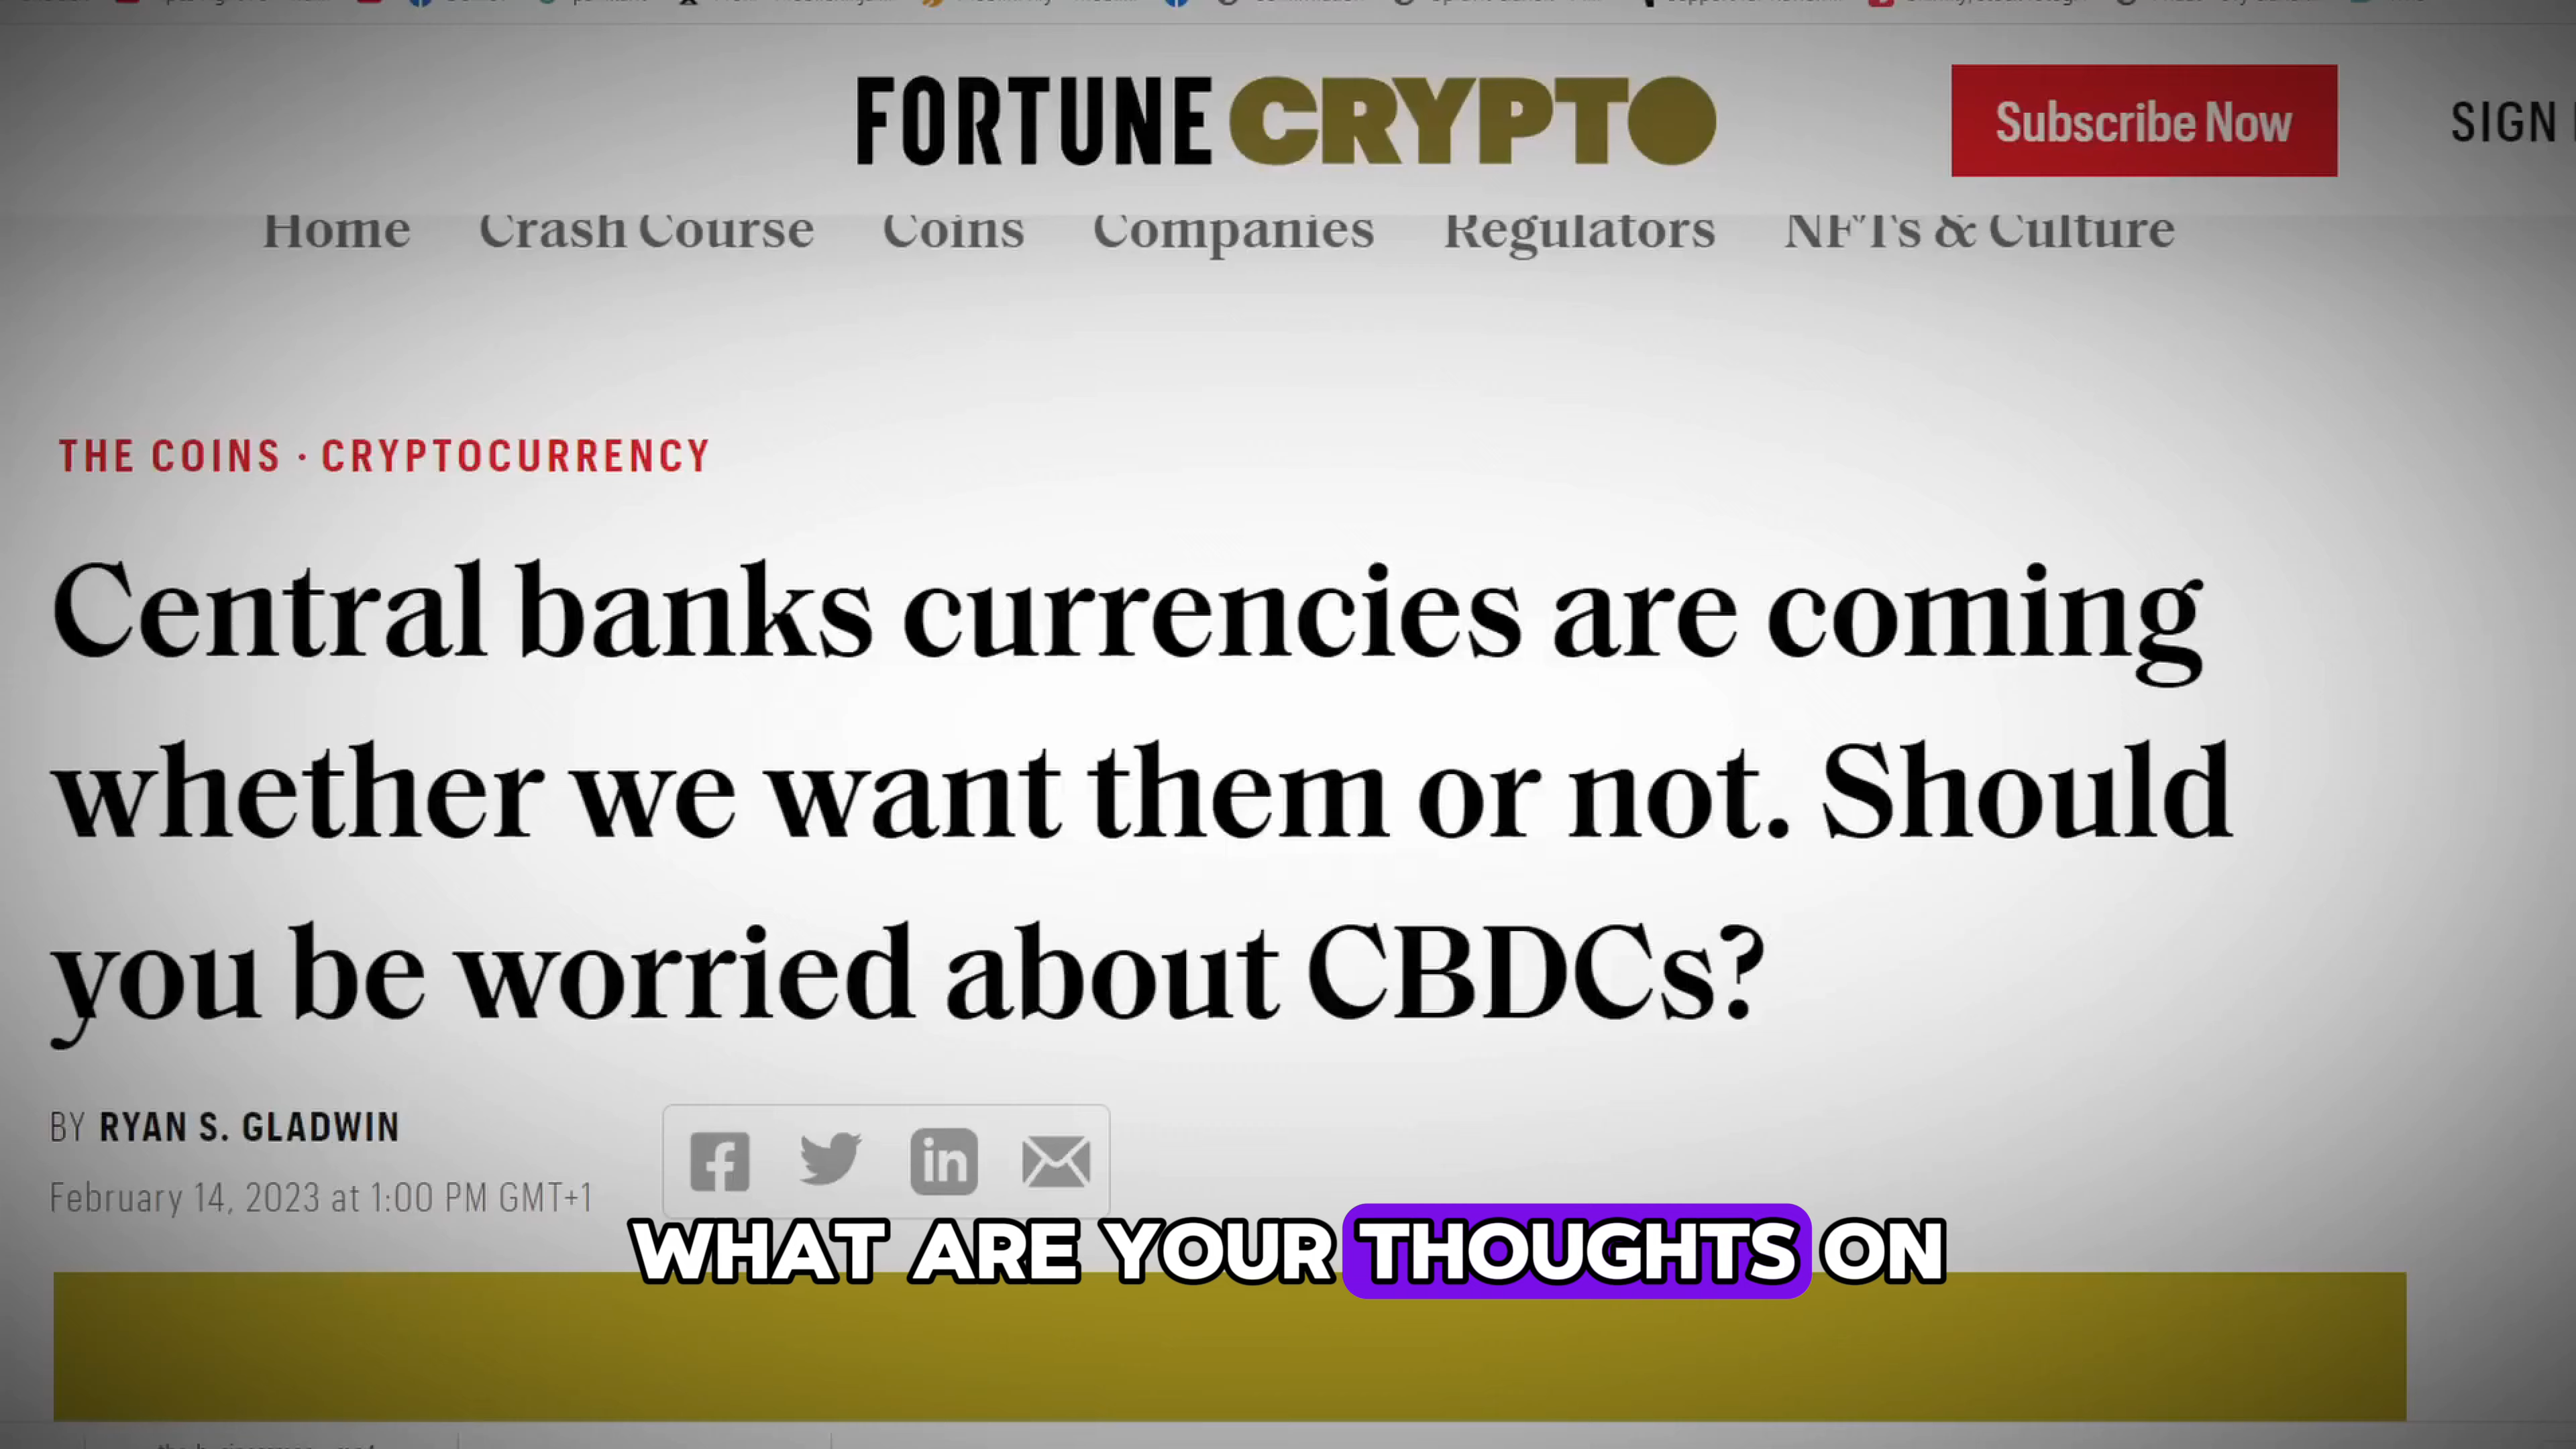 FORTUNE CRYPTO
Subscribe Now
SIGN
Home Crash Course Coins Companies Regulators NFTs & Culture
THE COINS · CRYPTOCURRENCY
Central banks currencies are coming
whether we want them or not. Should
you be worried about CBDCs?
BY RYAN S. GLADWIN
February 14, 2023 at 1:00 PM GMT+1
WHAT ARE YOUR THOUGHTS ON